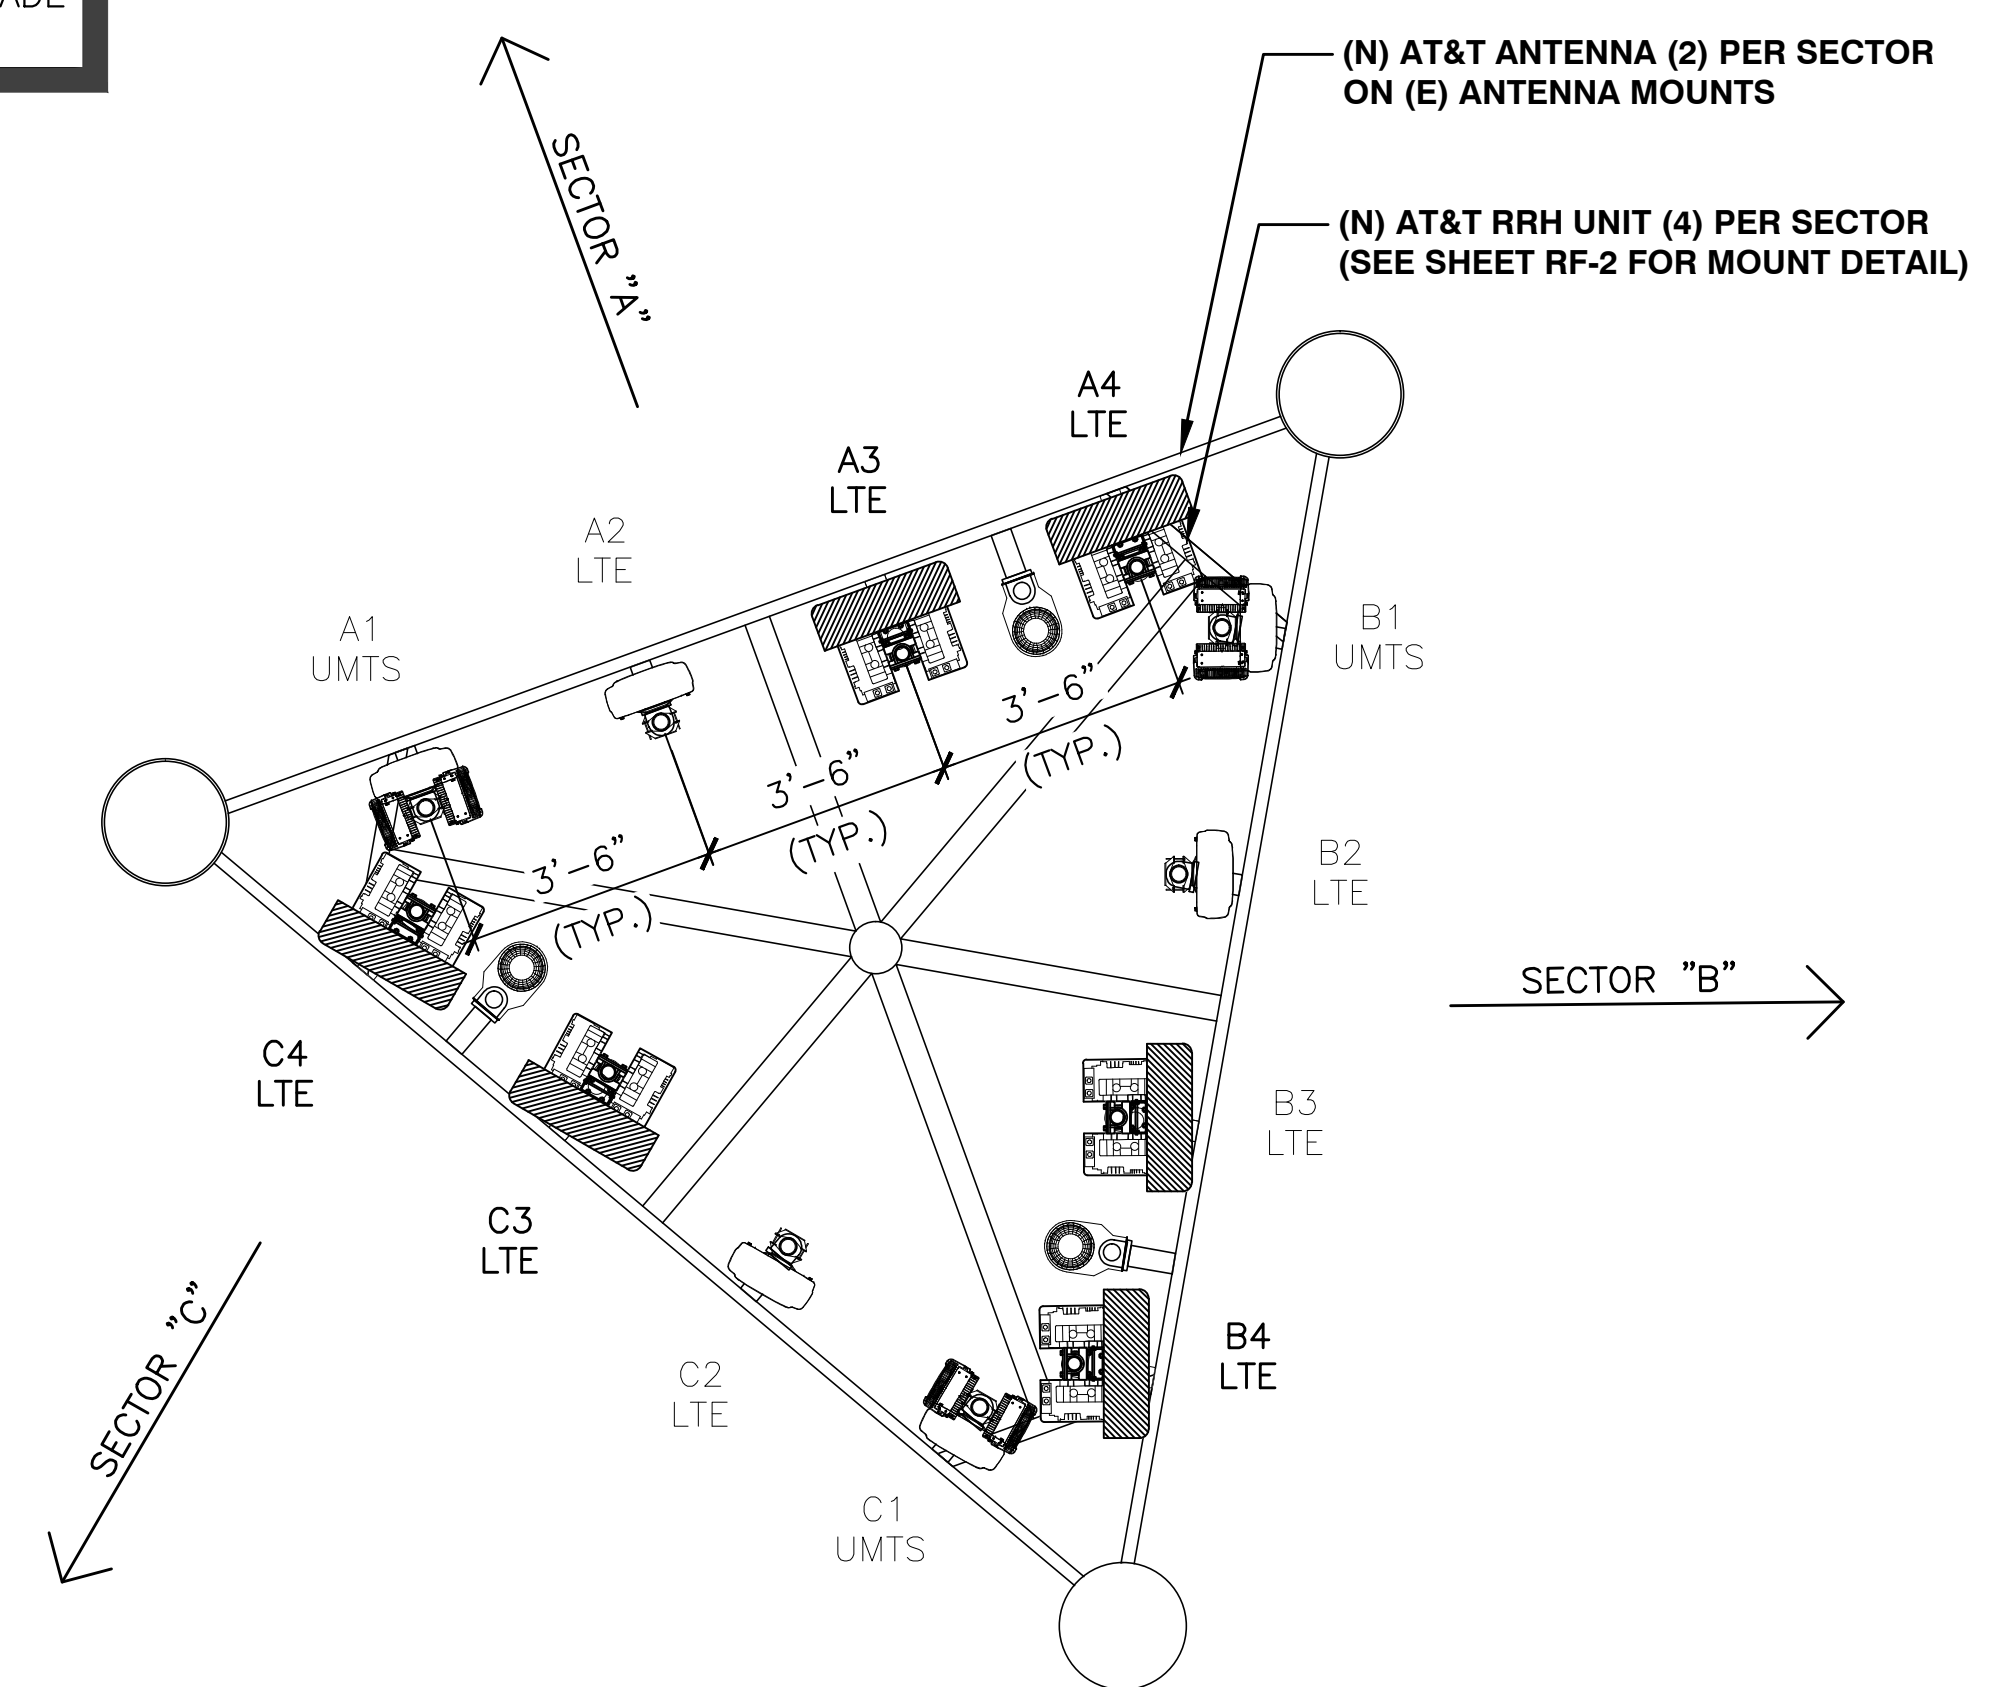 (N) AT&T ANTENNA (2) PER SECTOR
ON (E) ANTENNA MOUNTS
(N) AT&T RRH UNIT (4) PER SECTOR
(SEE SHEET RF-2 FOR MOUNT DETAIL)
SECTOR "A"
A4
LTE
A3
LTE
A2
LTE
A1
UMTS
B1
UMTS
3'-6"
(TYP.)
3'-6"
(TYP.)
3'-6"
(TYP.)
B2
LTE
SECTOR "B"
C4
LTE
B3
LTE
C3
LTE
SECTOR "C"
B4
LTE
C2
LTE
C1
UMTS